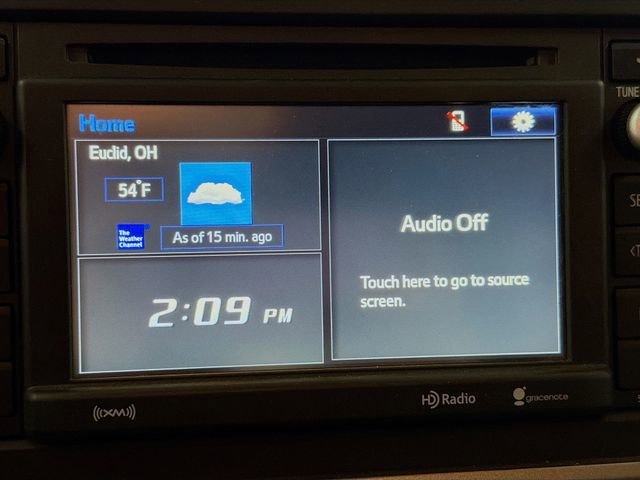 TUNE
Home
Euclid, OH
54°F
The
Weather
Channel
As of 15 min. ago
Audio Off
Touch here to go to source
screen.
2:09 PM
((XM))
HD Radio
gracenote